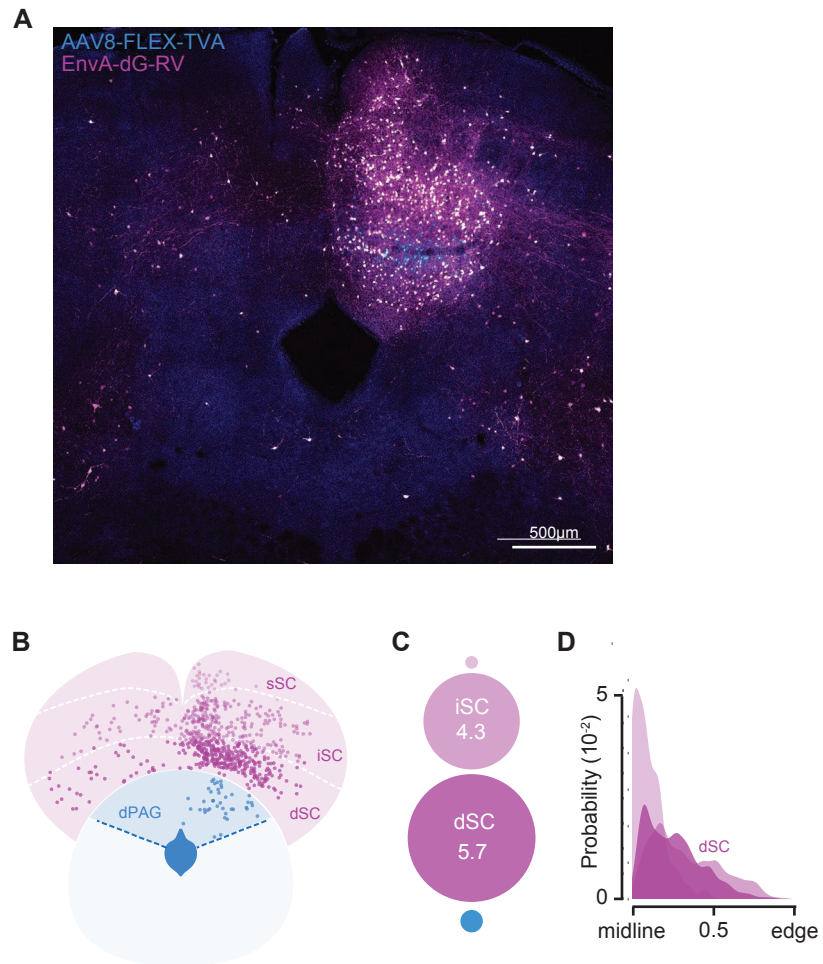 A
AAV8-FLEX-TVA
EnvA-dG-RV
500µm
B
sSC
iSC
dSC
dPAG
C
iSC
4.3
dSC
5.7
D
Probability (10⁻²)
5
0
dSC
midline
0.5
edge